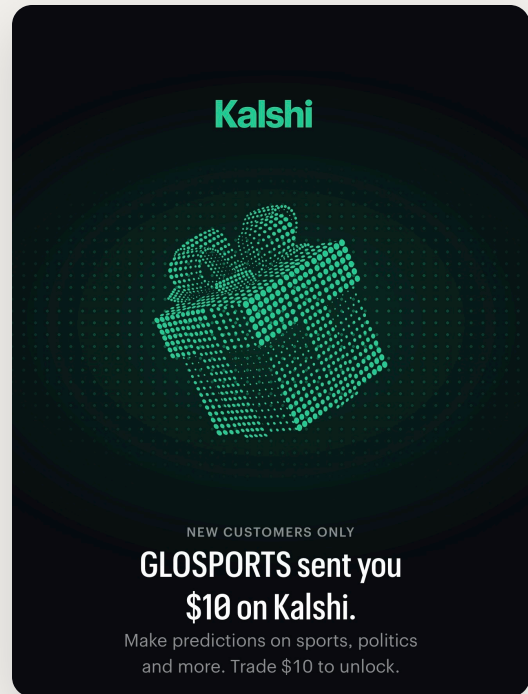 Kalshi
NEW CUSTOMERS ONLY
GLOSPORTS sent you
$10 on Kalshi.
Make predictions on sports, politics
and more. Trade $10 to unlock.